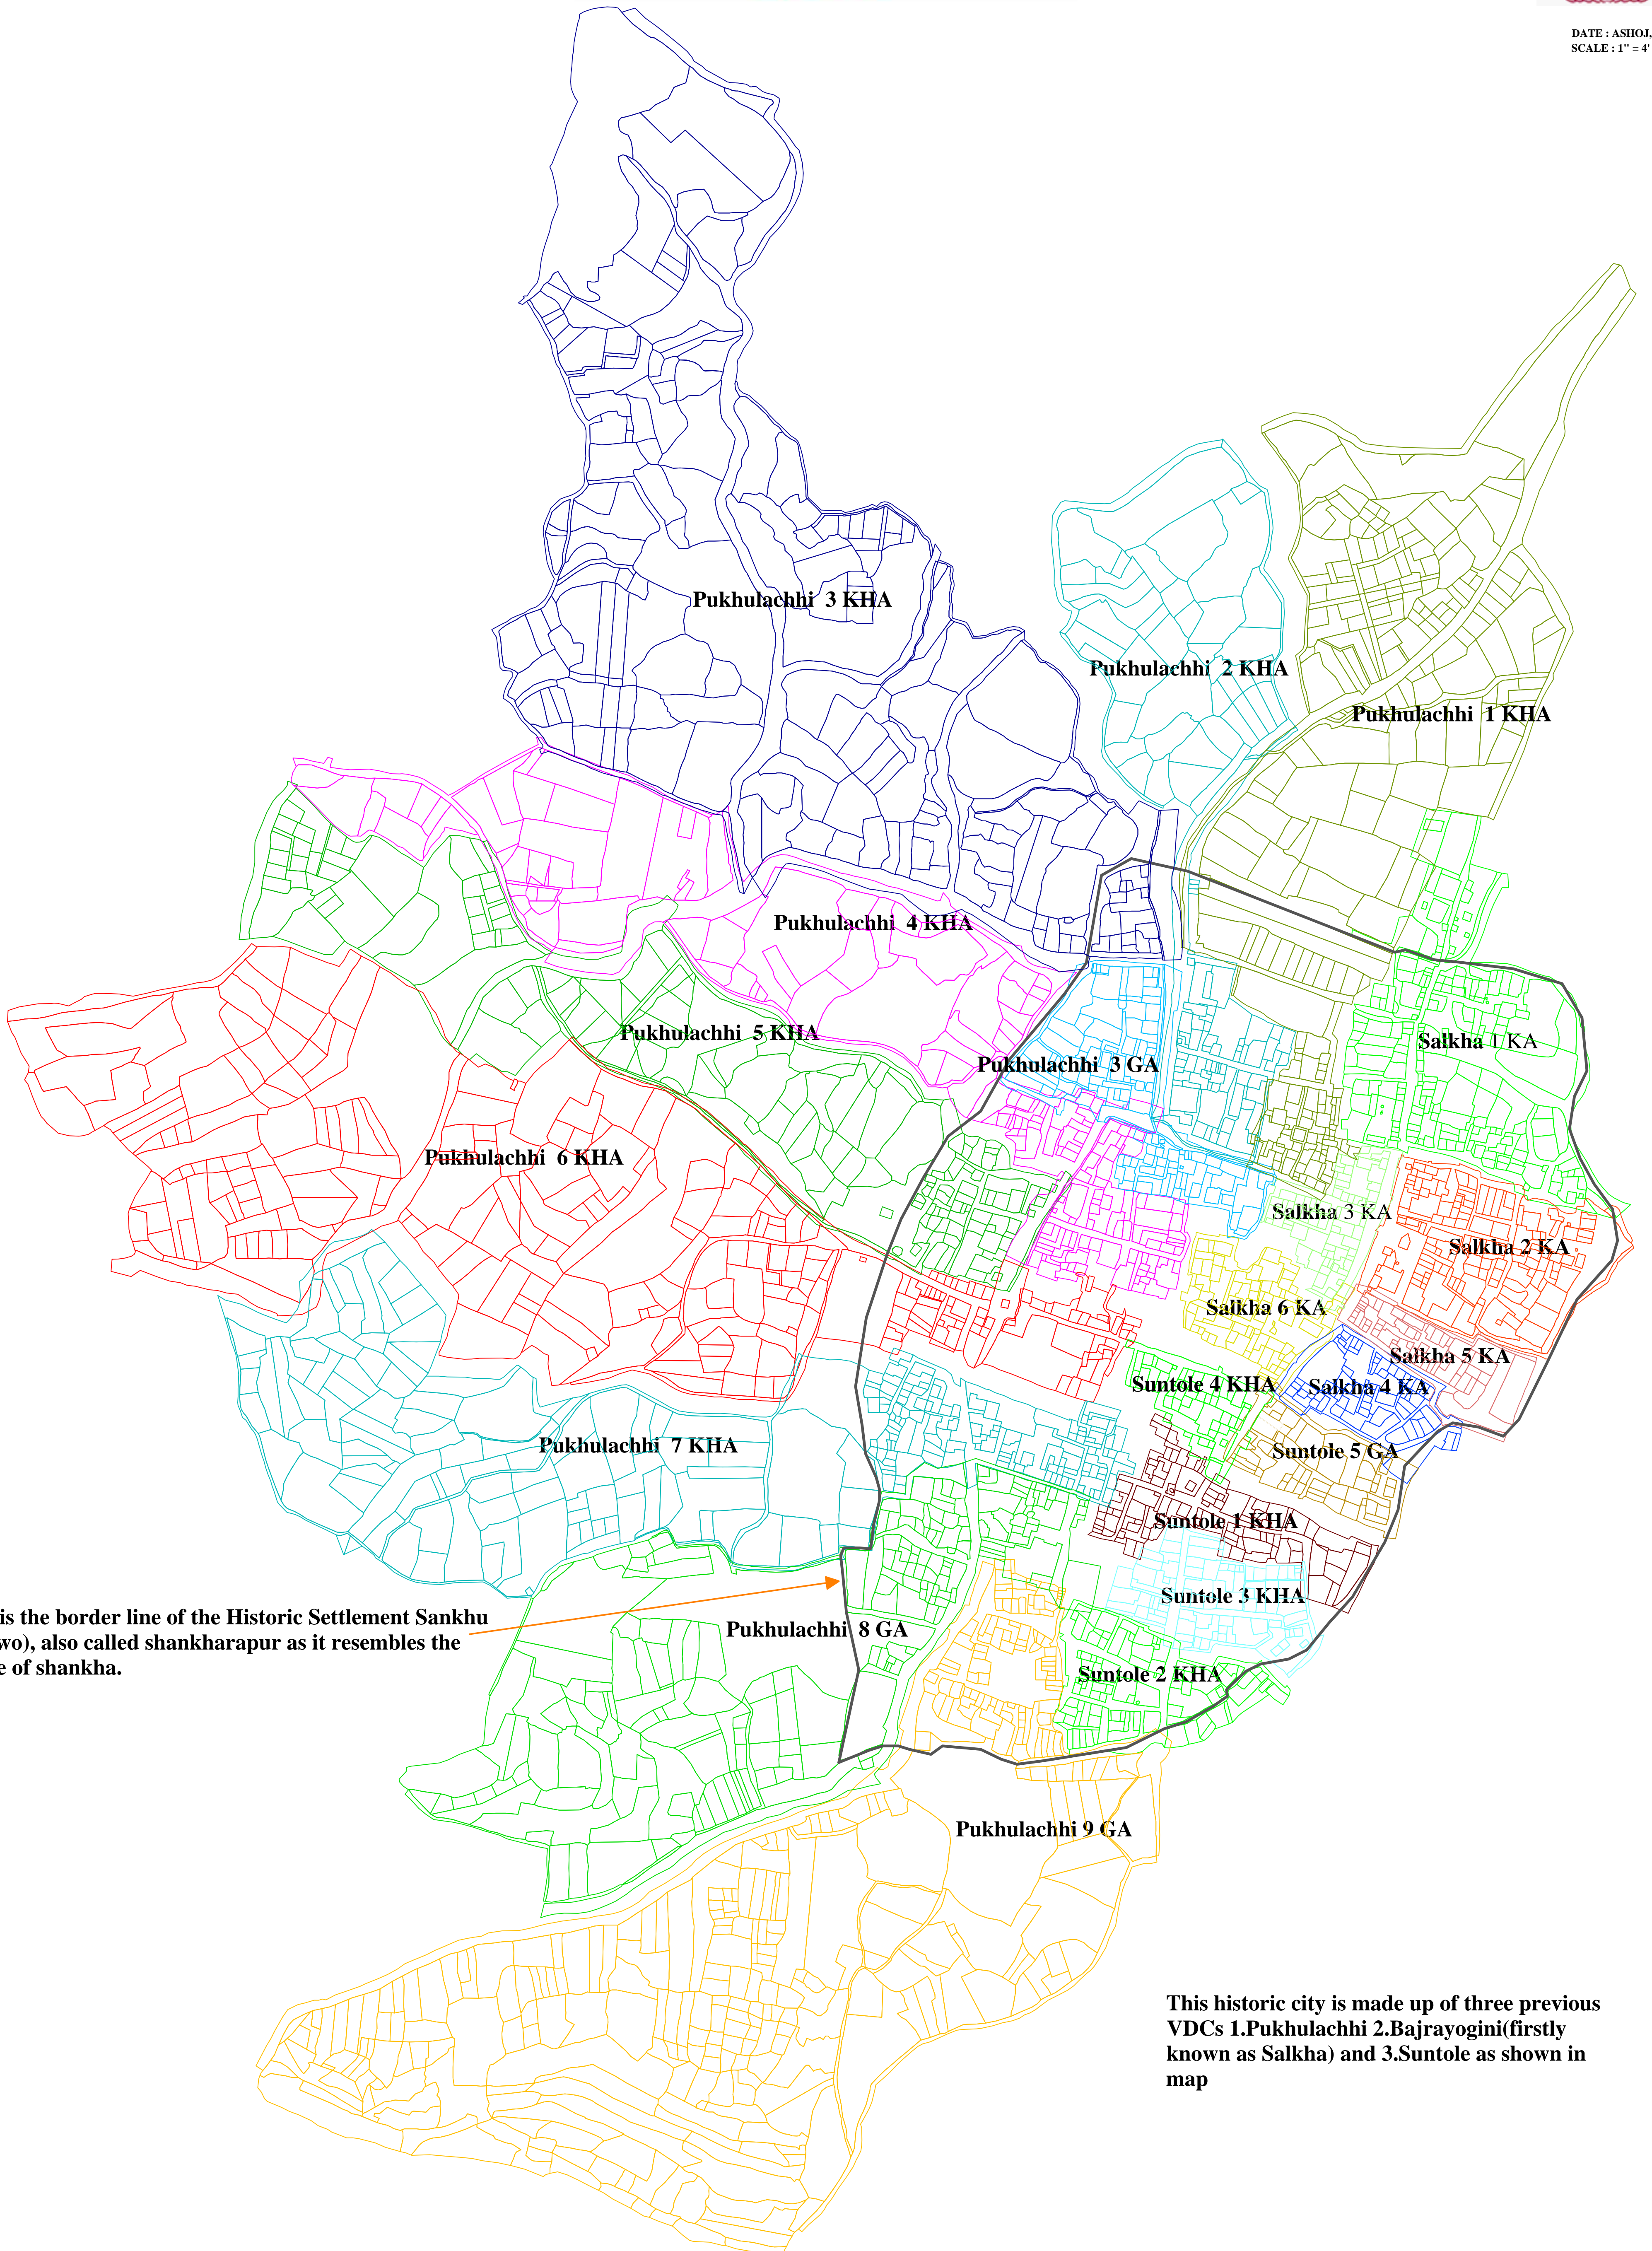 DATE : ASHOJ,
SCALE : 1" = 4'
Pukhulachhi 3 KHA
Pukhulachhi 2 KHA
Pukhulachhi 1 KHA
Pukhulachhi 4 KHA
Pukhulachhi 5 KHA
Salkha 1 KA
Pukhulachhi 3 GA
Pukhulachhi 6 KHA
Salkha 3 KA
Salkha 2 KA
Salkha 6 KA
Salkha 5 KA
Suntole 4 KHA
Salkha 4 KA
Pukhulachhi 7 KHA
Suntole 5 GA
Suntole 1 KHA
Suntole 3 KHA
is the border line of the Historic Settlement Sankhu
wo), also called shankharapur as it resembles the
e of shankha.
Pukhulachhi 8 GA
Suntole 2 KHA
Pukhulachhi 9 GA
This historic city is made up of three previous
VDCs 1.Pukhulachhi 2.Bajrayogini(firstly
known as Salkha) and 3.Suntole as shown in
map